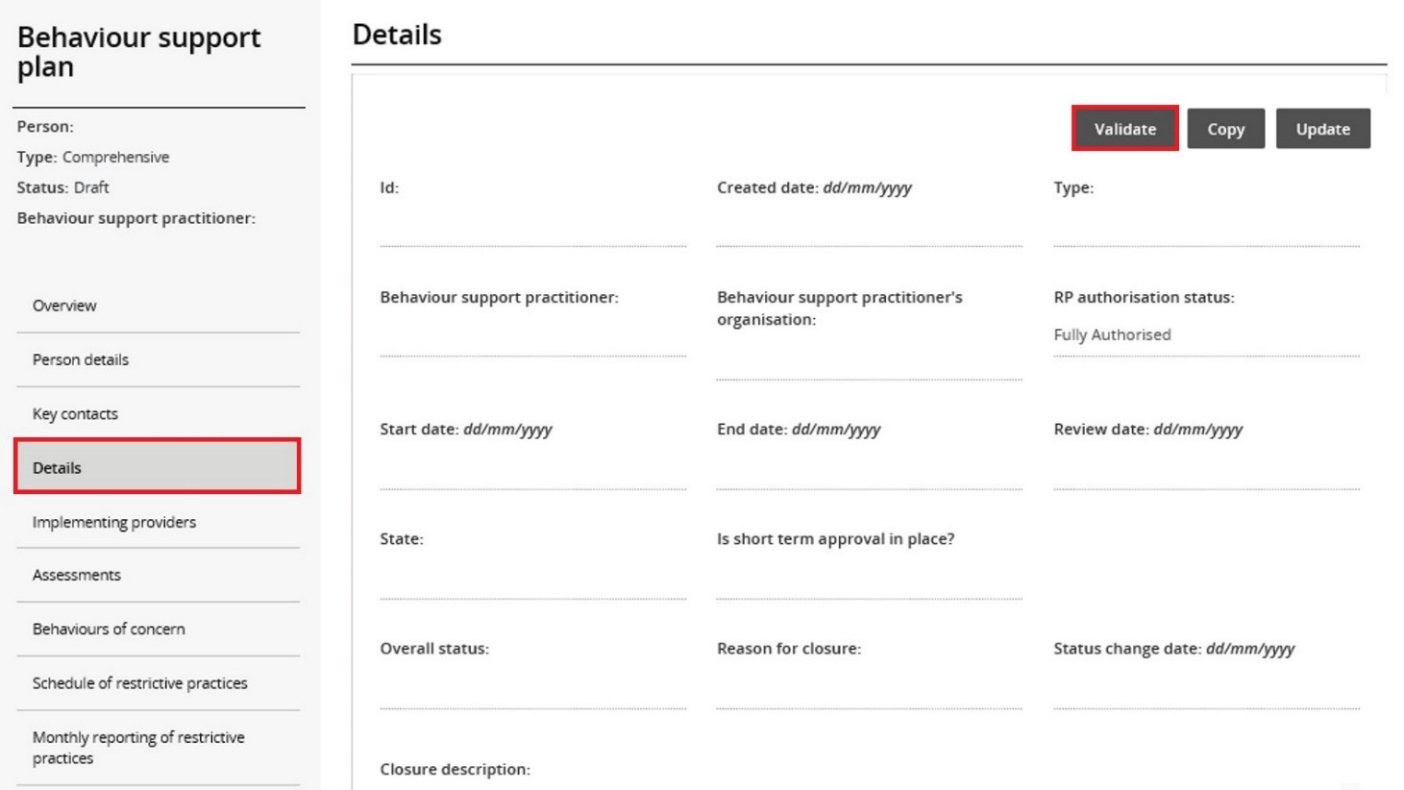 Behaviour support
plan
Person:
Type: Comprehensive
Status: Draft
Behaviour support practitioner:
Overview
Person details
Key contacts
Details
Implementing providers
Assessments
Behaviours of concern
Schedule of restrictive practices
Monthly reporting of restrictive
practices
Details
Validate Copy Update
Id: Created date: dd/mm/yyyy Type:
Behaviour support practitioner: Behaviour support practitioner's RP authorisation status:
organisation:
Fully Authorised
Start date: dd/mm/yyyy End date: dd/mm/yyyy Review date: dd/mm/yyyy
State: Is short term approval in place?
Overall status: Reason for closure: Status change date: dd/mm/yyyy
Closure description: